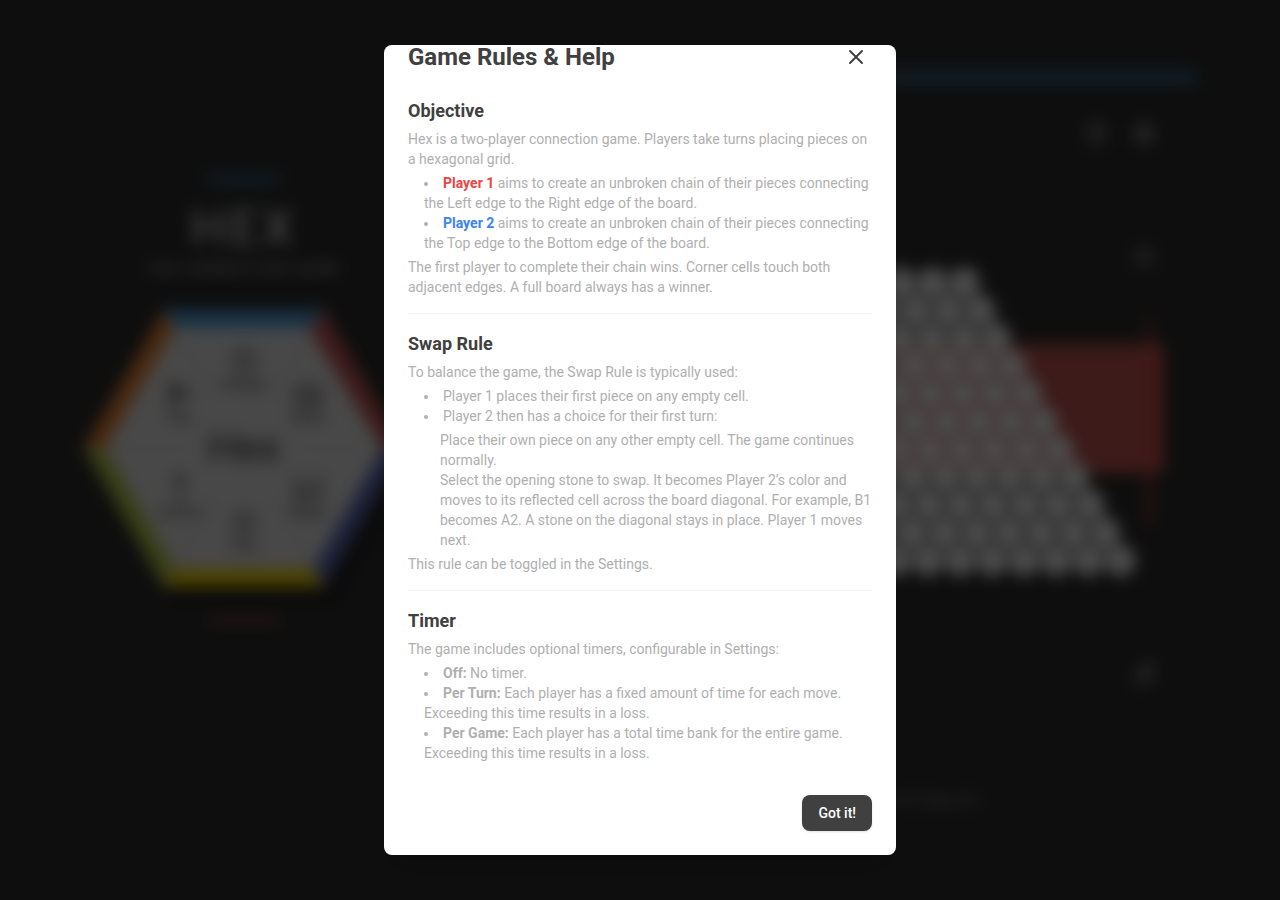 Game Rules & Help
Objective
Hex is a two-player connection game. Players take turns placing pieces on
a hexagonal grid.
• Player 1 aims to create an unbroken chain of their pieces connecting
the Left edge to the Right edge of the board.
• Player 2 aims to create an unbroken chain of their pieces connecting
the Top edge to the Bottom edge of the board.
The first player to complete their chain wins. Corner cells touch both
adjacent edges. A full board always has a winner.
Swap Rule
To balance the game, the Swap Rule is typically used:
• Player 1 places their first piece on any empty cell.
• Player 2 then has a choice for their first turn:
Place their own piece on any other empty cell. The game continues
normally.
Select the opening stone to swap. It becomes Player 2's color and
moves to its reflected cell across the board diagonal. For example, B1
becomes A2. A stone on the diagonal stays in place. Player 1 moves
next.
This rule can be toggled in the Settings.
Timer
The game includes optional timers, configurable in Settings:
• Off: No timer.
• Per Turn: Each player has a fixed amount of time for each move.
Exceeding this time results in a loss.
• Per Game: Each player has a total time bank for the entire game.
Exceeding this time results in a loss.
Got it!
HEX